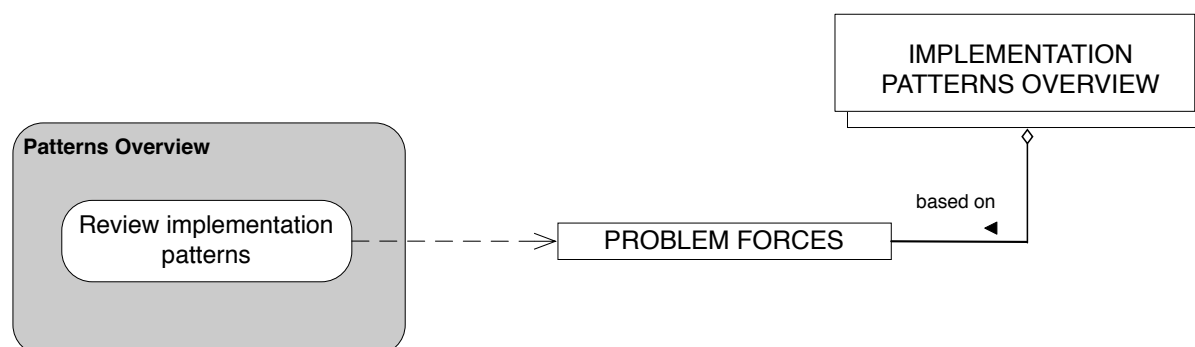 IMPLEMENTATION
PATTERNS OVERVIEW
Patterns Overview
Review implementation
patterns
based on
PROBLEM FORCES